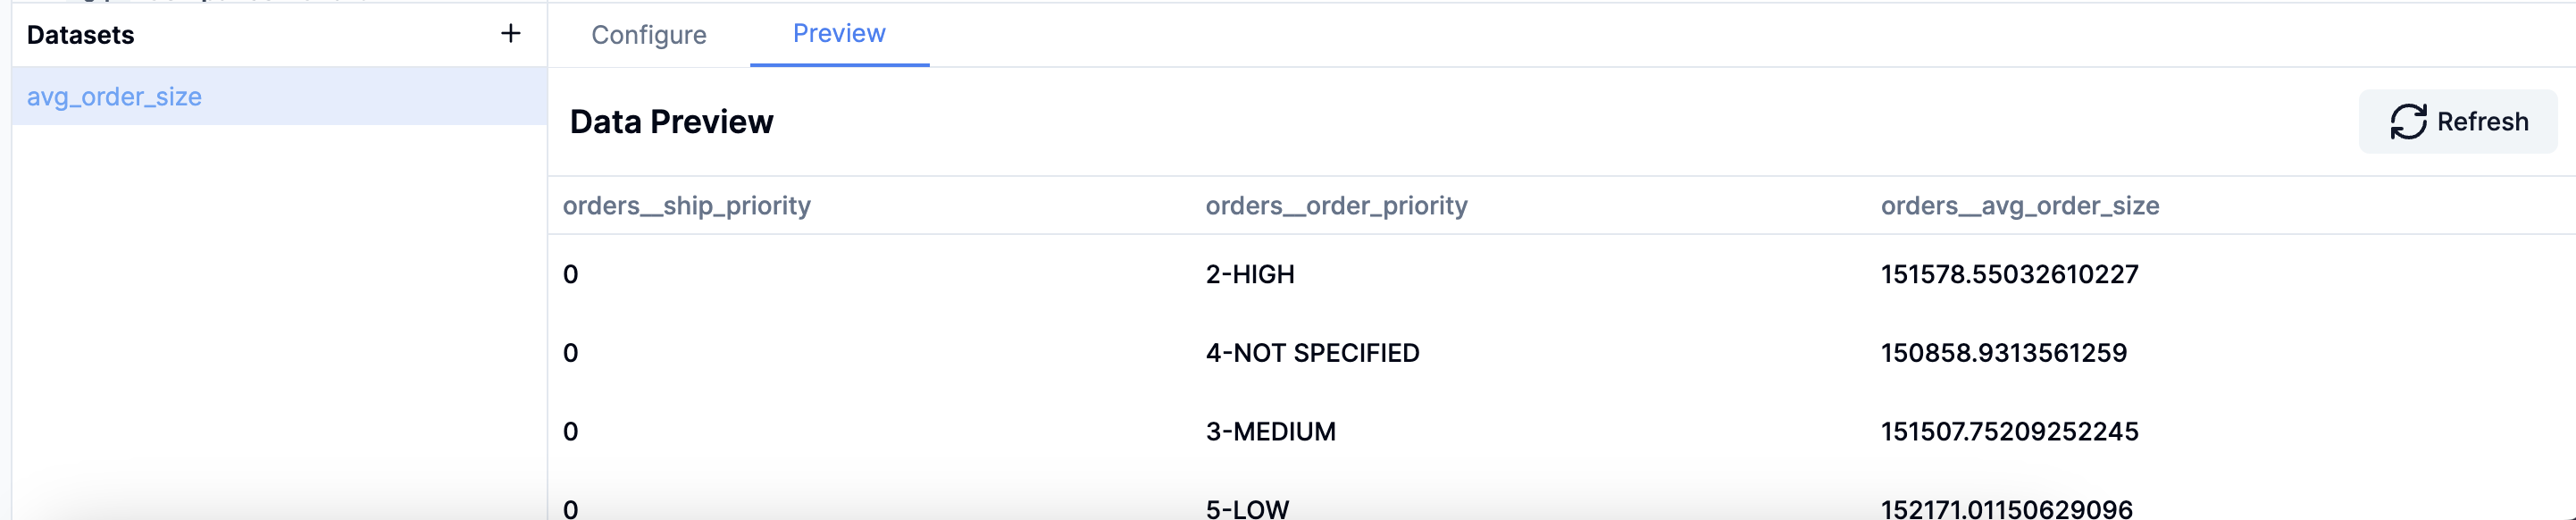 Datasets +
avg_order_size
Configure Preview
Data Preview
Refresh
orders__ship_priority orders__order_priority orders__avg_order_size
0 2-HIGH 151578.55032610227
0 4-NOT SPECIFIED 150858.9313561259
0 3-MEDIUM 151507.75209252245
0 5-LOW 152171.01150629096